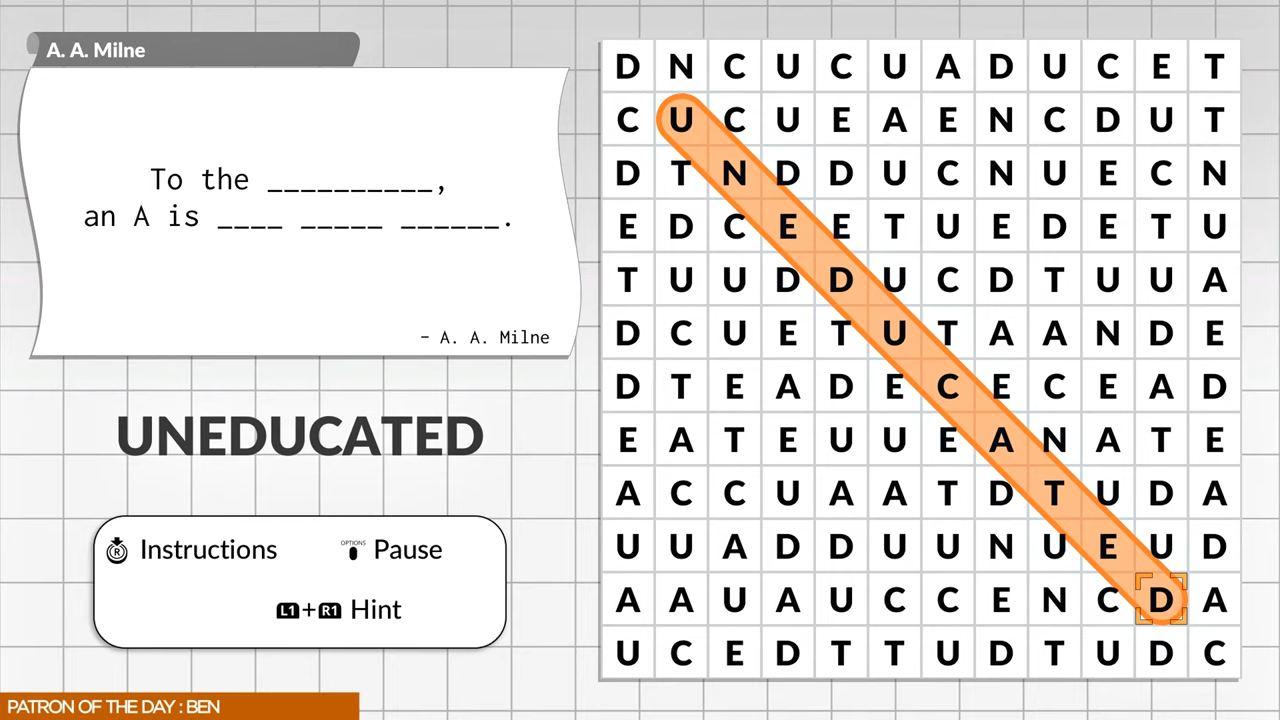 A. A. Milne
To the __________,
an A is ____ _____ ______.
– A. A. Milne
UNEDUCATED
R Instructions
OPTIONS Pause
L1+R1 Hint
PATRON OF THE DAY : BEN
D N C U C U A D U C E T
C U C U E A E N C D U T
D T N D D U C N U E C N
E D C E E T U E D E T U
T U U D D U C D T U U A
D C U E T U T A A N D E
D T E A D E C E C E A D
E A T E U U E A N A T E
A C C U A A T D T U D A
U U A D D U U N U E U D
A A U A U C C E N C D A
U C E D T T U D T U D C